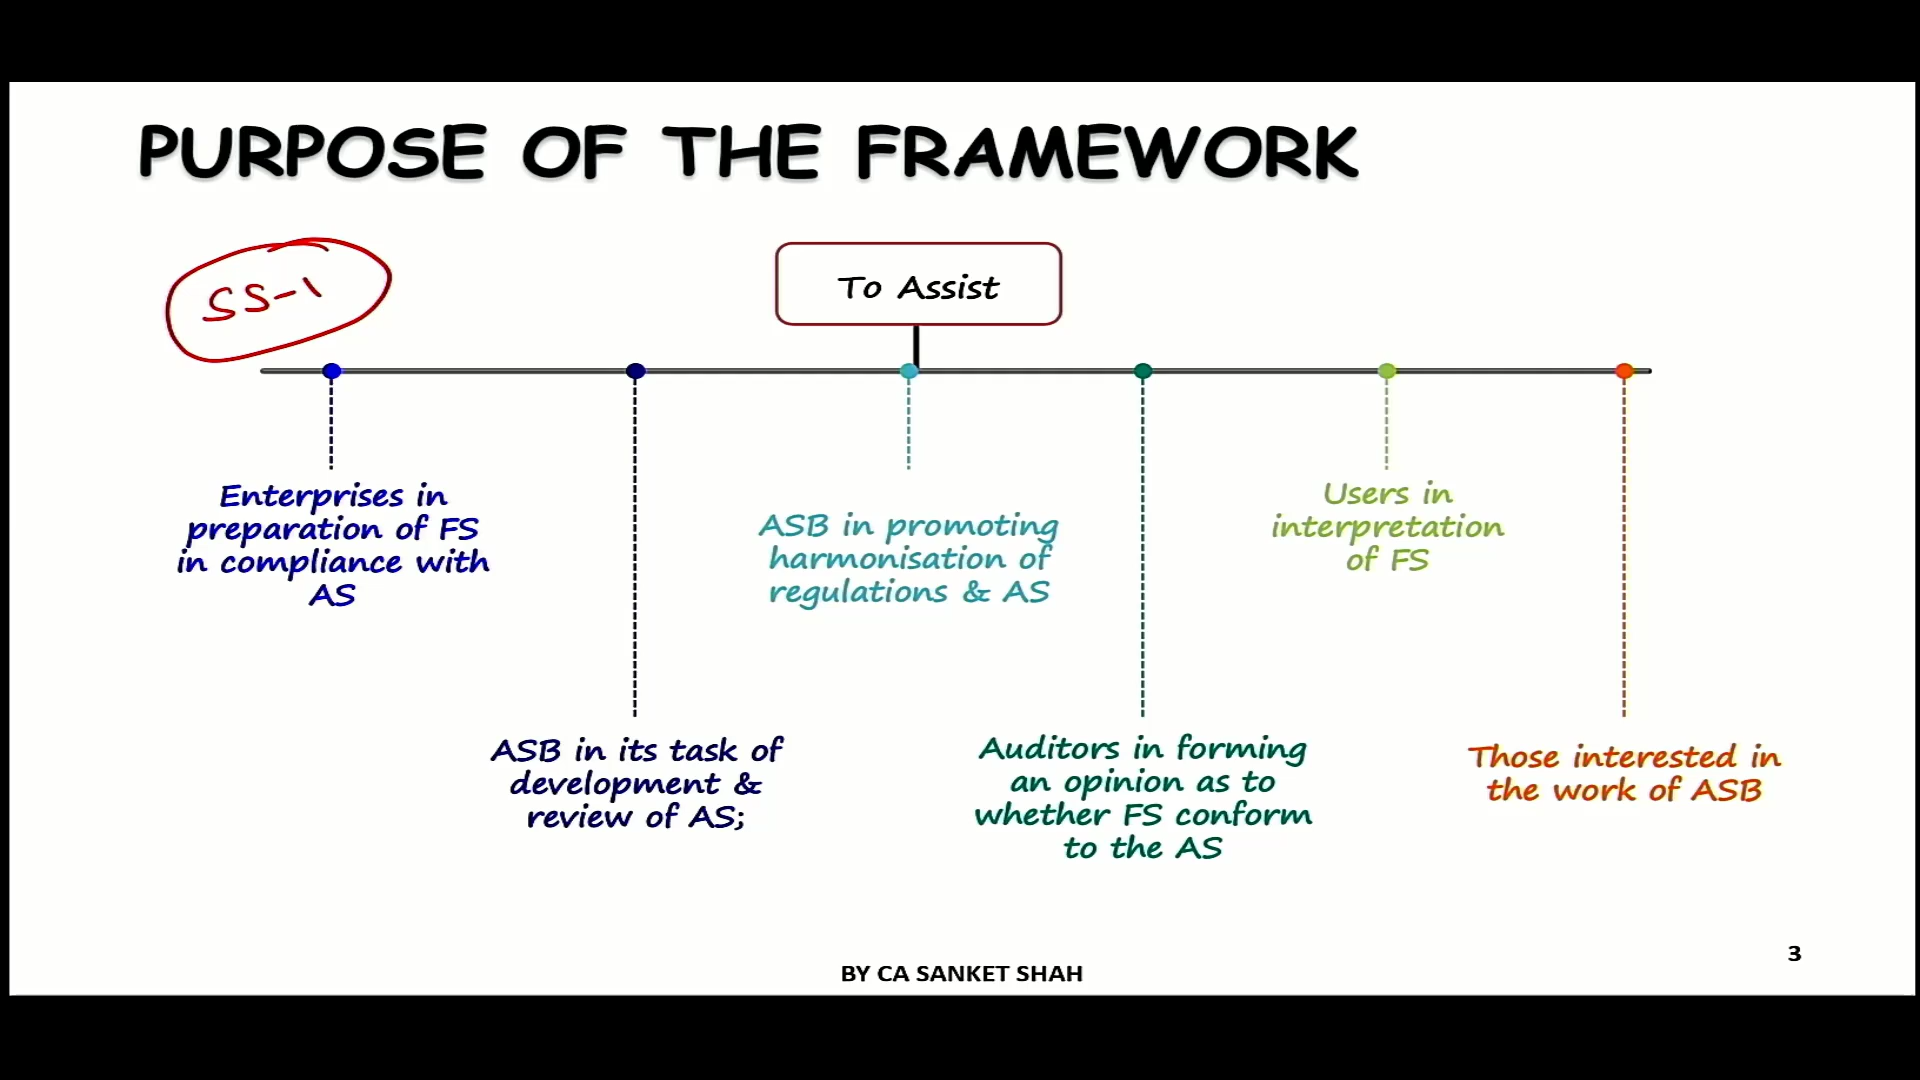 PURPOSE OF THE FRAMEWORK
SS-1
To Assist
Enterprises in
preparation of FS
in compliance with
AS
ASB in its task of
development &
review of AS;
ASB in promoting
harmonisation of
regulations & AS
Auditors in forming
an opinion as to
whether FS conform
to the AS
Users in
interpretation
of FS
Those interested in
the work of ASB
BY CA SANKET SHAH
3